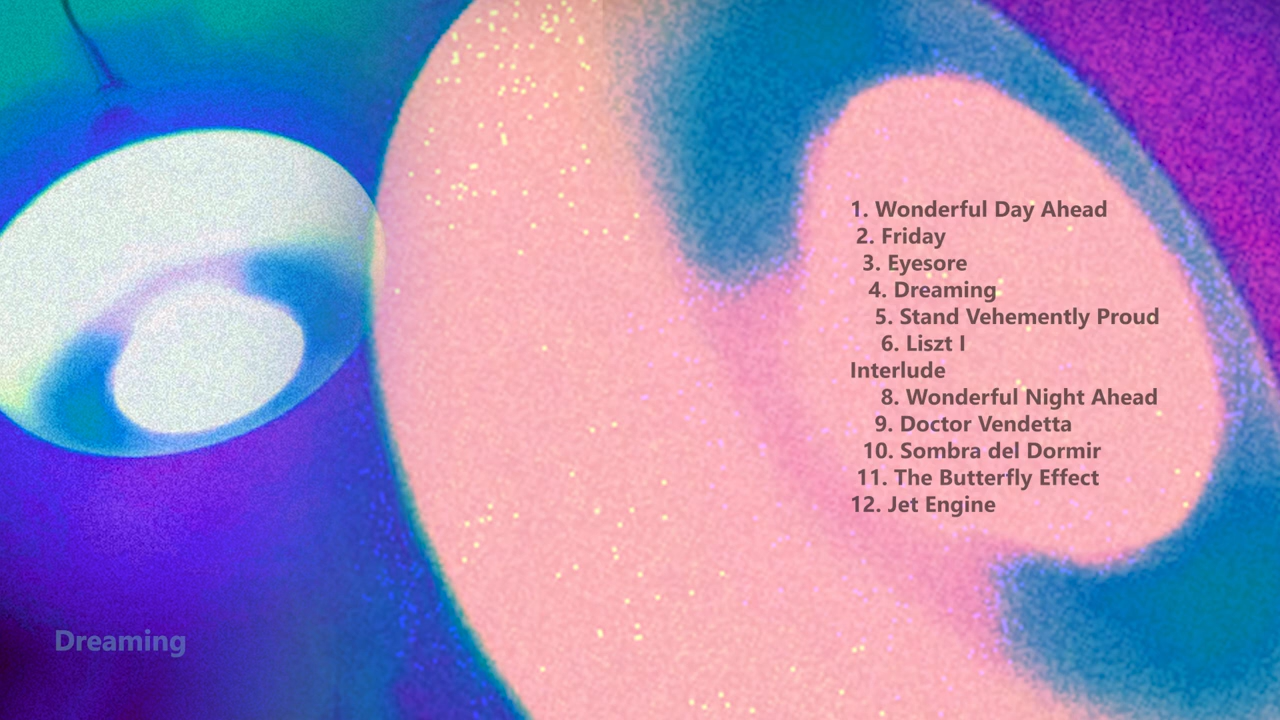 1. Wonderful Day Ahead
2. Friday
3. Eyesore
4. Dreaming
5. Stand Vehemently Proud
6. Liszt I
Interlude
8. Wonderful Night Ahead
9. Doctor Vendetta
10. Sombra del Dormir
11. The Butterfly Effect
12. Jet Engine
Dreaming